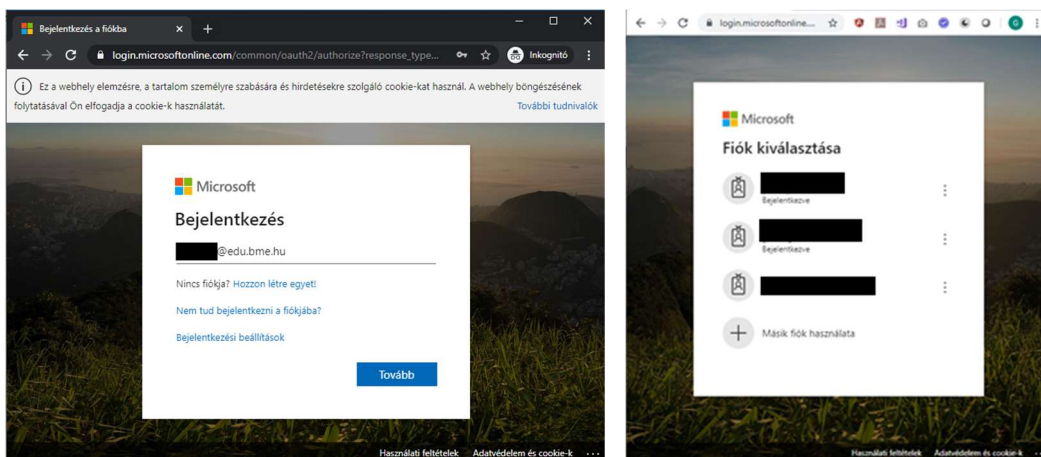 Bejelentkezés a fiókba
login.microsoftonline.com/common/oauth2/authorize?response_type...
Inkognitó
Ez a webhely elemzésre, a tartalom személyre szabására és hirdetésekre szolgáló cookie-kat használ. A webhely böngészésének
folytatásával Ön elfogadja a cookie-k használatát.
További tudnivalók
Microsoft
Bejelentkezés
@edu.bme.hu
Nincs fiókja? Hozzon létre egyet!
Nem tud bejelentkezni a fiókjába?
Bejelentkezési beállítások
Tovább
Használati feltételek Adatvédelem és cookie-k ...
login.microsoftonline....
G
Microsoft
Fiók kiválasztása
Bejelentkezve
Bejelentkezve
Másik fiók használata
Használati feltételek Adatvédelem és cookie-k ...